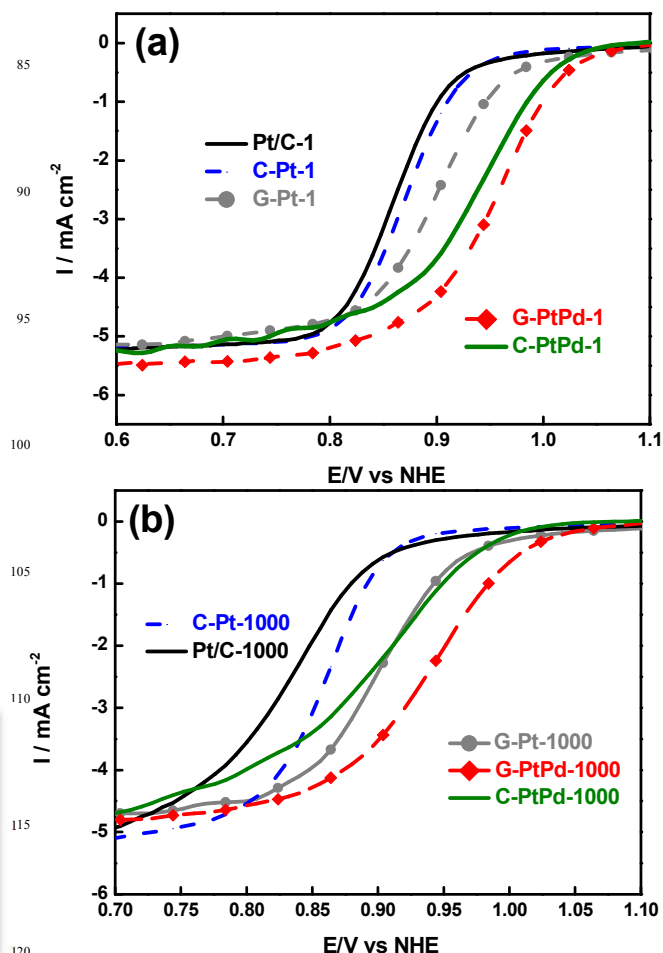 (a)
85
90
95
100
0
-1
-2
-3
-4
-5
-6
I / mA cm-2
Pt/C-1
C-Pt-1
G-Pt-1
G-PtPd-1
C-PtPd-1
0.6 0.7 0.8 0.9 1.0 1.1
E/V vs NHE
(b)
105
110
115
120
0
-1
-2
-3
-4
-5
-6
I / mA cm-2
C-Pt-1000
Pt/C-1000
G-Pt-1000
G-PtPd-1000
C-PtPd-1000
0.70 0.75 0.80 0.85 0.90 0.95 1.00 1.05 1.10
E/V vs NHE